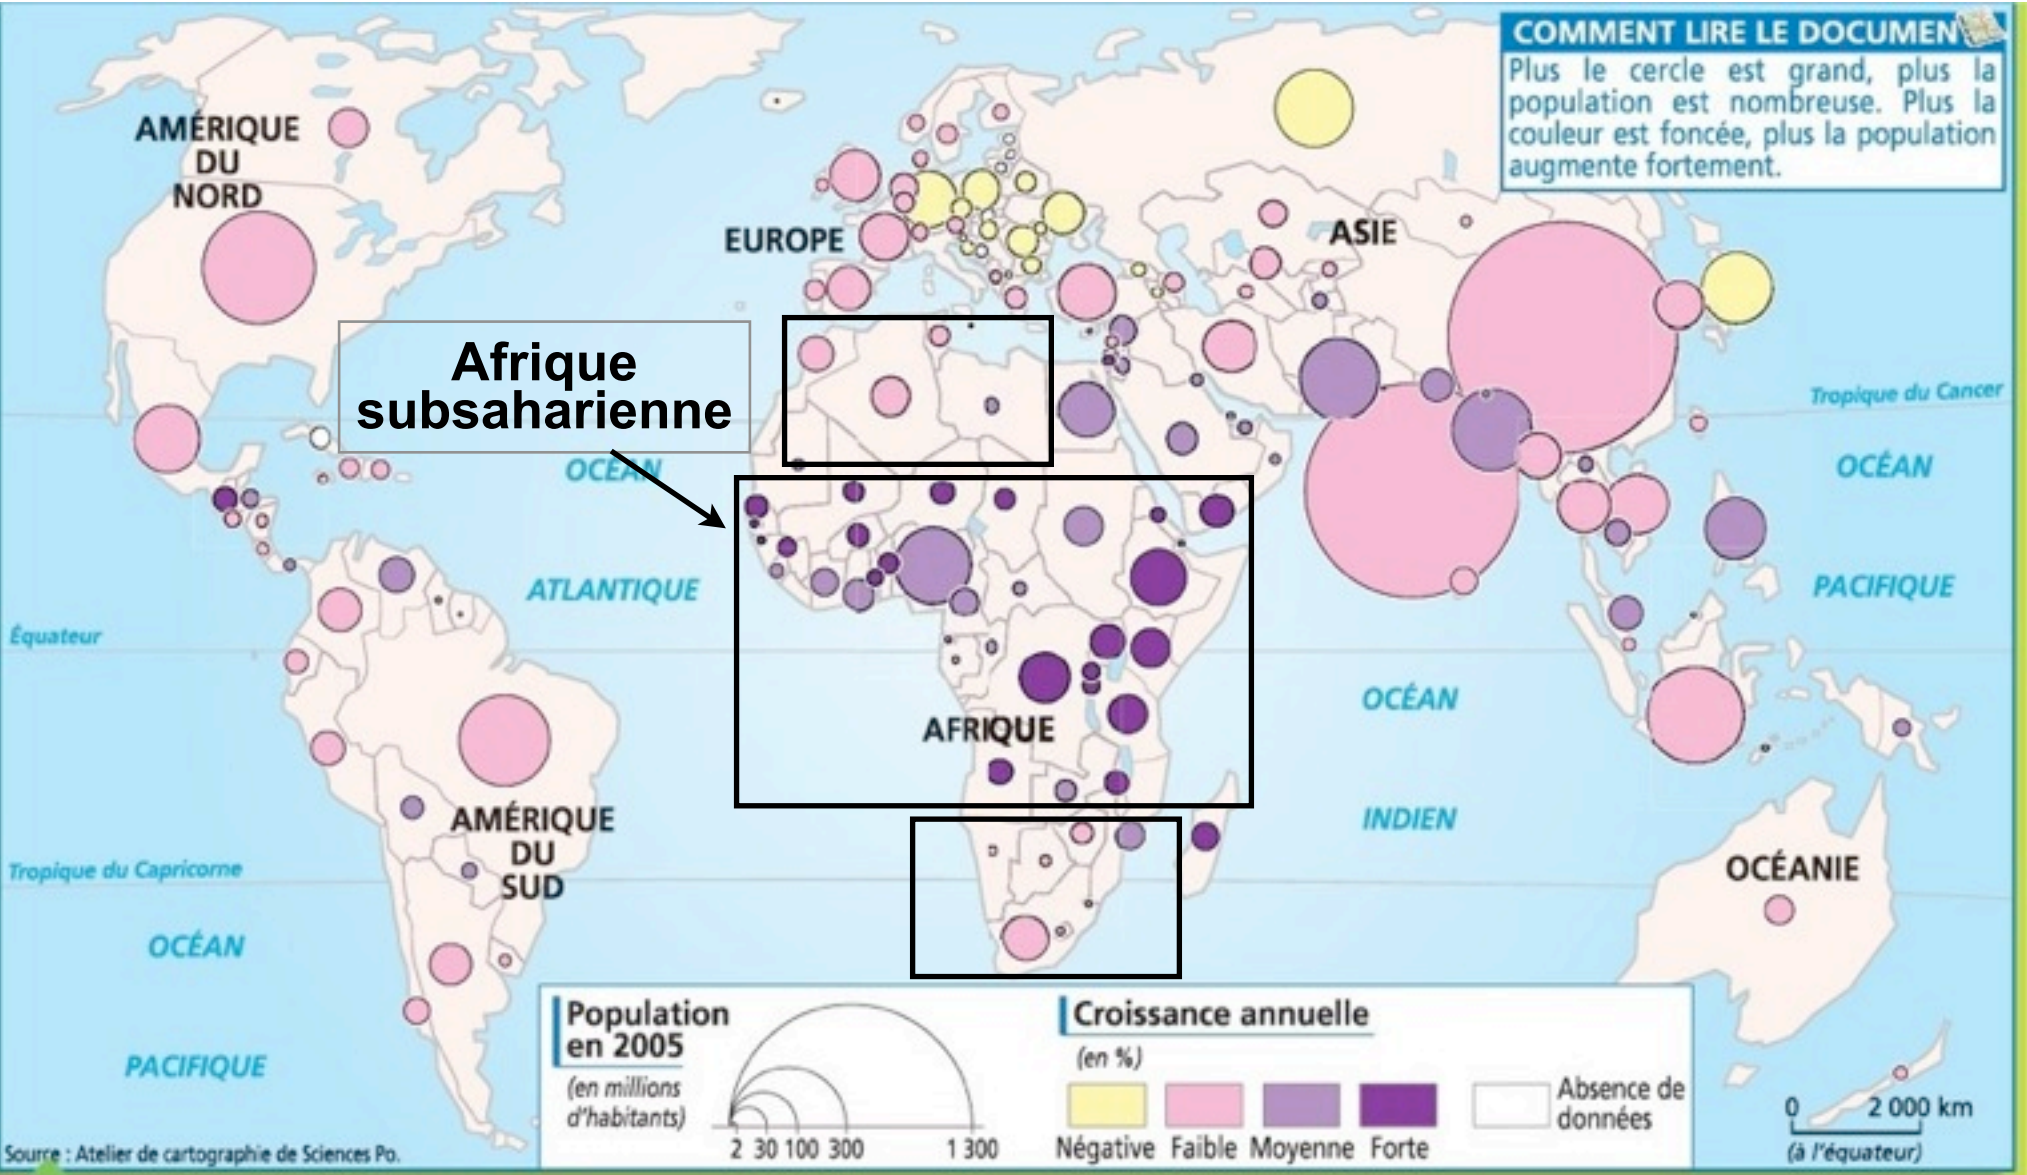 COMMENT LIRE LE DOCUMEN
Plus le cercle est grand, plus la
population est nombreuse. Plus la
couleur est foncée, plus la population
augmente fortement.
AMÉRIQUE
DU
NORD
EUROPE
ASIE
Afrique
subsaharienne
Tropique du Cancer
OCÉAN
ATLANTIQUE
OCÉAN
PACIFIQUE
Équateur
AFRIQUE
OCÉAN
INDIEN
AMÉRIQUE
DU
SUD
Tropique du Capricorne
OCÉANIE
OCÉAN
PACIFIQUE
Population
en 2005
(en millions
d'habitants)
2 30 100 300 1 300
Croissance annuelle
(en %)
Négative Faible Moyenne Forte
Absence de
données
0 2 000 km
(à l'équateur)
Source : Atelier de cartographie de Sciences Po.